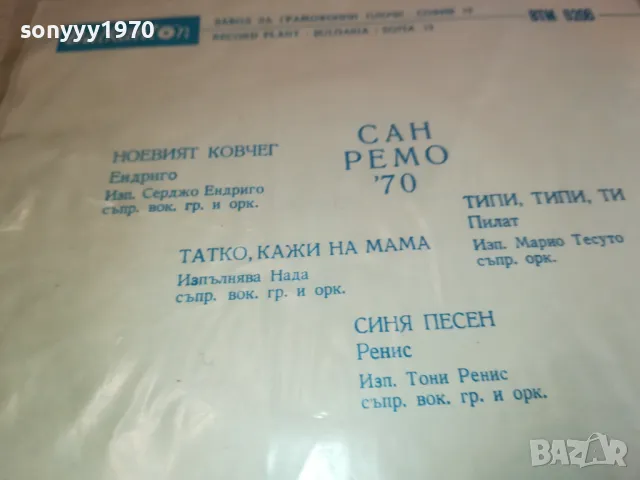 sonyyy1970
ЗАВОД ЗА ГРАМОФОННИ ПЛОЧИ СОФИЯ
RECORD PLANT · BULGARIA · SOFIA
ВТМ
САН
РЕМО
'70
НОЕВИЯТ КОВЧЕГ
Ендриго
Изп. Серджо Ендриго
съпр. вок. гр. и орк.
ТИПИ, ТИПИ, ТИ
Пилат
Изп. Марио Тесуто
съпр. орк.
ТАТКО, КАЖИ НА МАМА
Изпълнява Нада
съпр. вок. гр. и орк.
СИНЯ ПЕСЕН
Ренис
Изп. Тони Ренис
съпр. вок. гр. и орк.
BAZAR